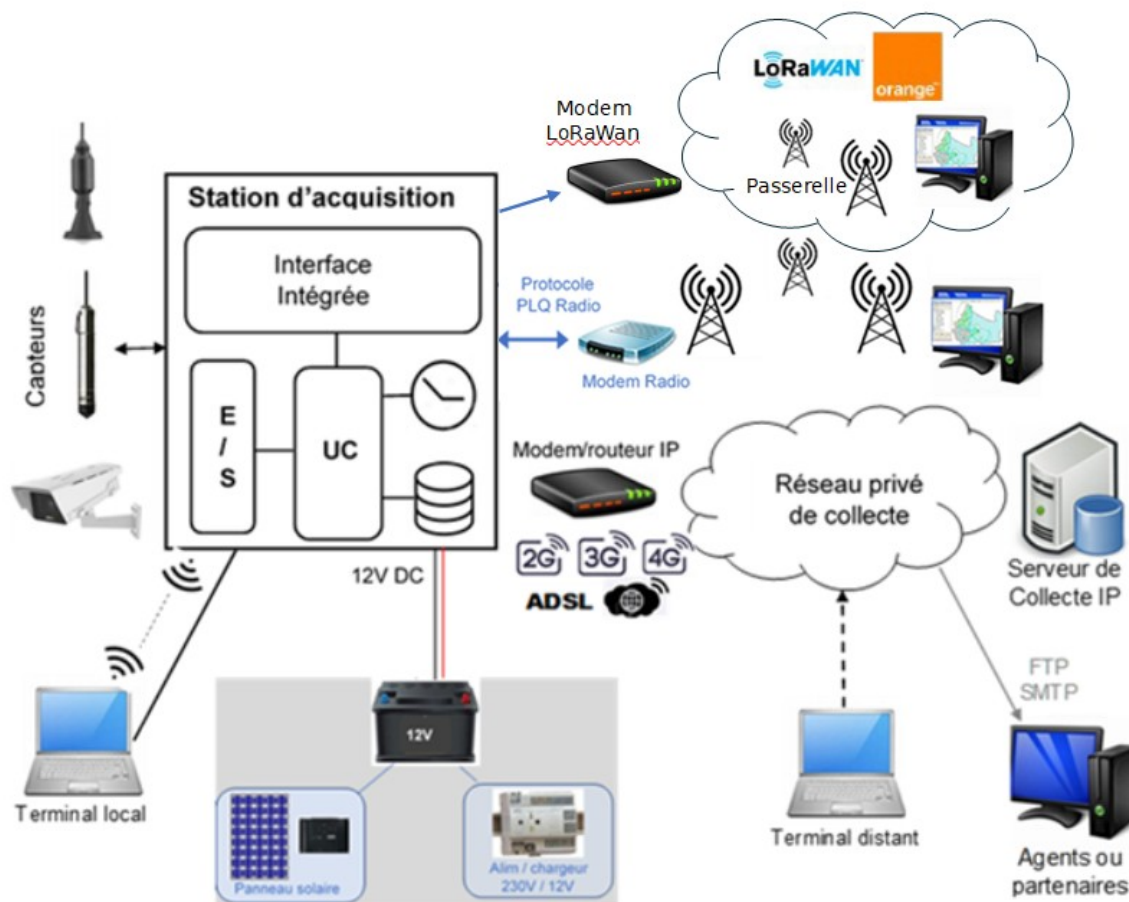 LoRaWAN
orange™
Modem
LoRaWan
Passerelle
Station d'acquisition
Interface
Intégrée
Protocole
PLQ Radio
Modem Radio
Capteurs
E
/
S
UC
Modem/routeur IP
Réseau privé
de collecte
2G
3G
4G
ADSL
Serveur de
Collecte IP
12V DC
FTP
SMTP
12V
Terminal local
Panneau solaire
Alim / chargeur
230V / 12V
Terminal distant
Agents ou
partenaires